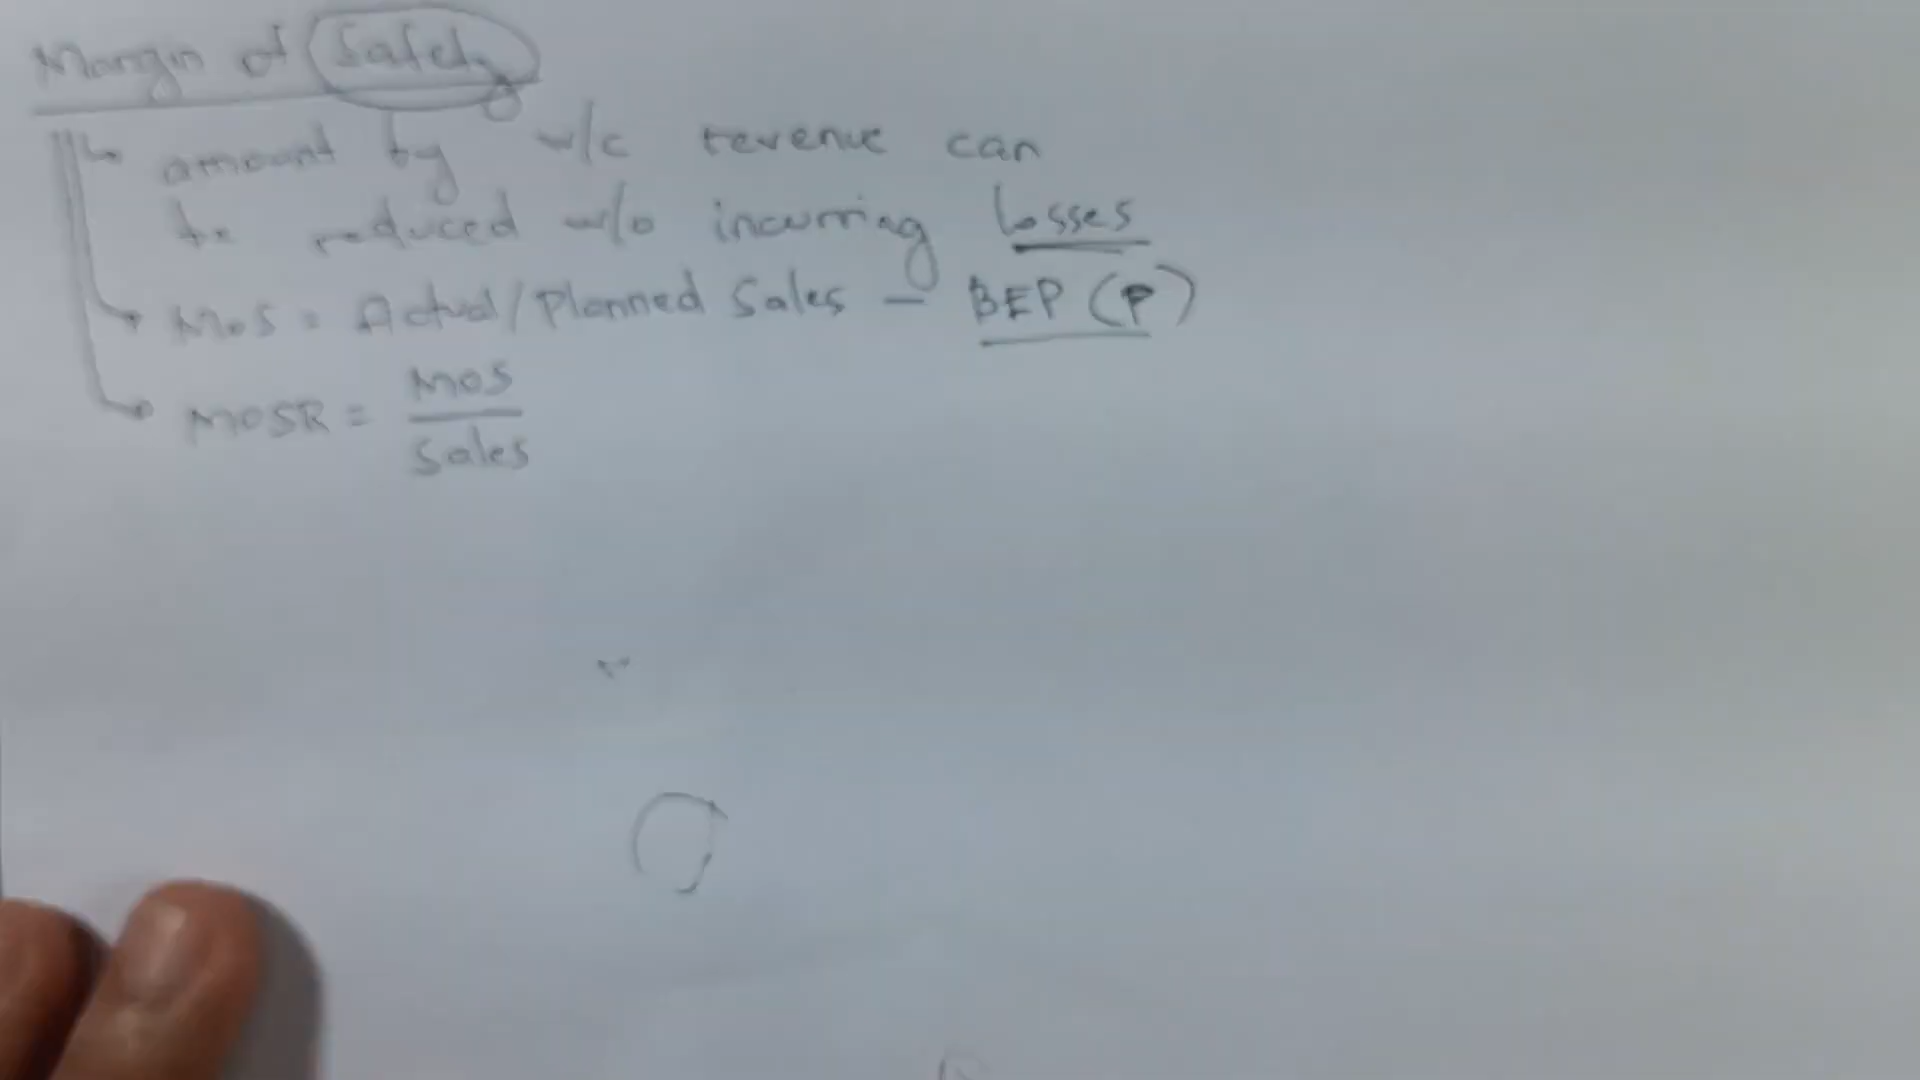 Margin of Safety
amount by w/c revenue can
be reduced w/o incurring losses
MOS = Actual/Planned Sales - BEP (₱)
MOSR = MOS
Sales